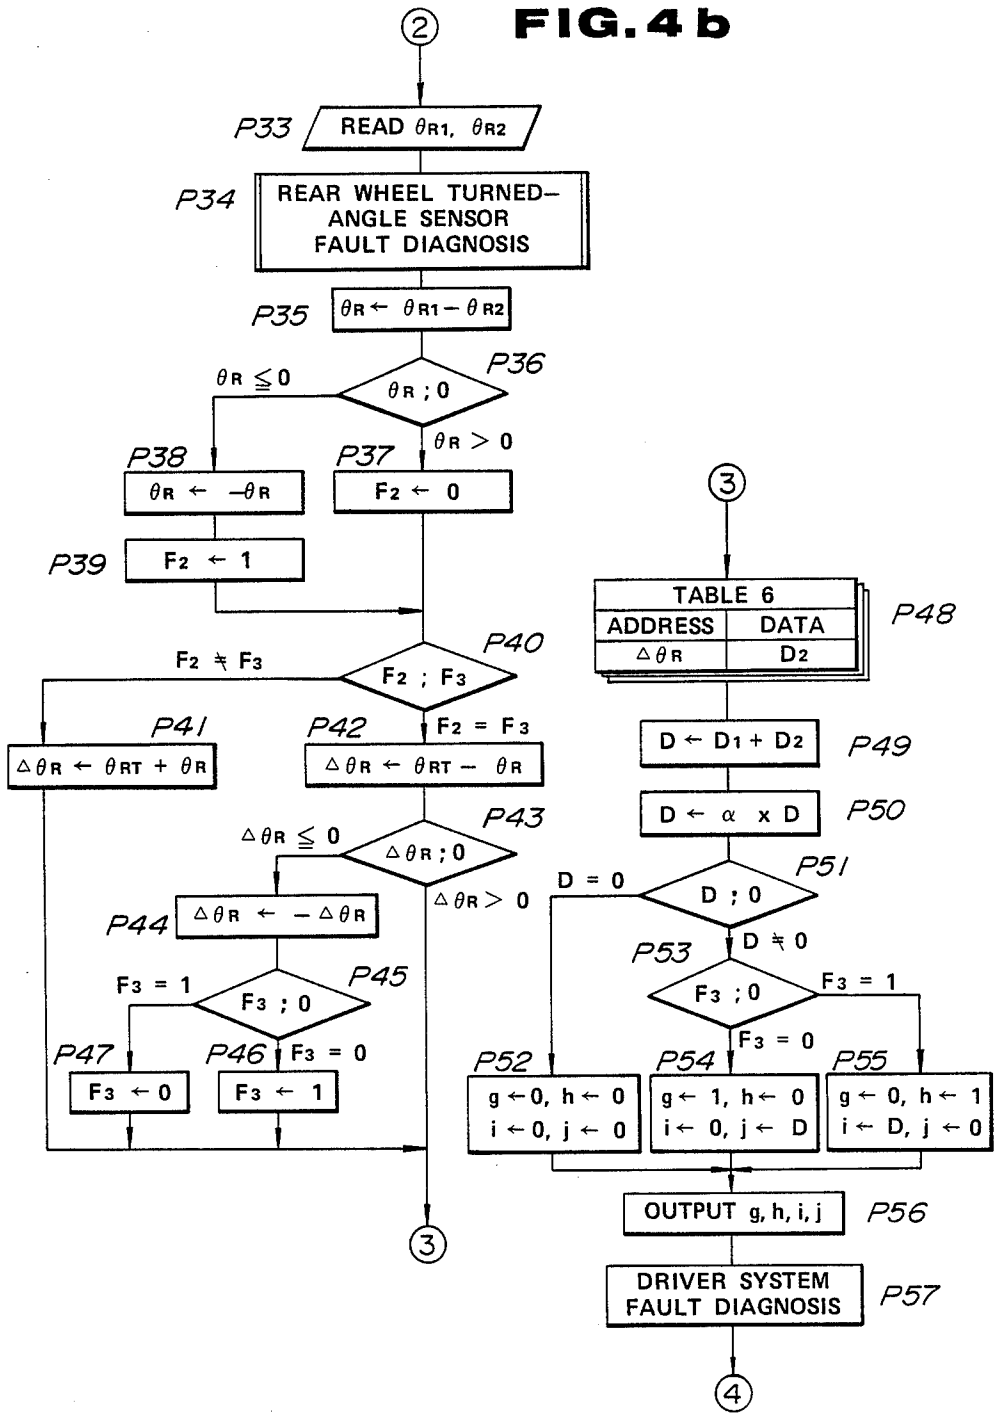 FIG. 4 b
2
P33
READ θR1, θR2
P34
REAR WHEEL TURNED–
ANGLE SENSOR
FAULT DIAGNOSIS
P35
θR ← θR1 – θR2
P36
θR ; 0
θR ≦ 0
θR > 0
P38
θR ← –θR
P37
F2 ← 0
P39
F2 ← 1
P40
F2 ; F3
F2 ≠ F3
F2 = F3
P41
△θR ← θRT + θR
P42
△θR ← θRT – θR
P43
△θR ; 0
△θR ≦ 0
△θR > 0
P44
△θR ← –△θR
P45
F3 ; 0
F3 = 1
F3 = 0
P47
F3 ← 0
P46
F3 ← 1
3
3
P48
TABLE 6
ADDRESS DATA
△θR D2
P49
D ← D1 + D2
P50
D ← α x D
P51
D ; 0
D = 0
D ≠ 0
P53
F3 ; 0
F3 = 1
F3 = 0
P52
g ← 0, h ← 0
i ← 0, j ← 0
P54
g ← 1, h ← 0
i ← 0, j ← D
P55
g ← 0, h ← 1
i ← D, j ← 0
P56
OUTPUT g, h, i, j
P57
DRIVER SYSTEM
FAULT DIAGNOSIS
4